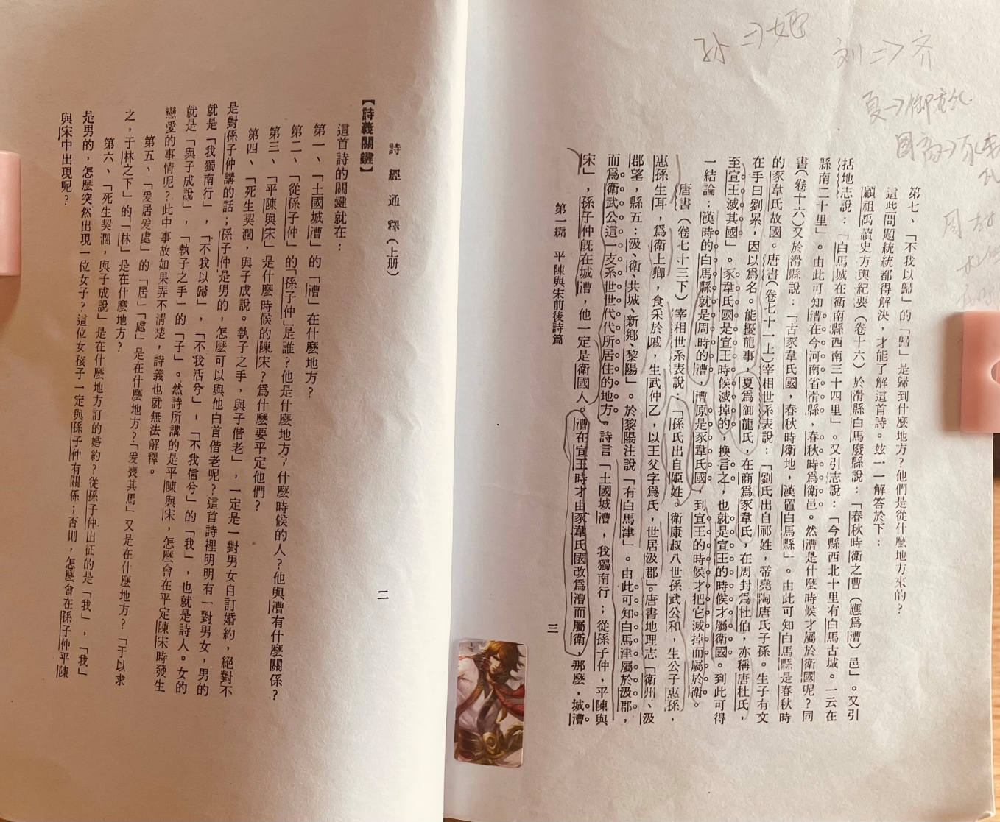 詩經通釋(上册)
二
【詩義關鍵】
這首詩的關鍵就在：
第一、「土國城漕」的「漕」在什麼地方？
第二、「從孫子仲」的「孫子仲」是誰？他是什麼地方，什麼時候的人？他與漕有什麼關係？
第三、「平陳與宋」是什麼時候的陳宋？爲什麼要平定他們？
第四、「死生契濶，與子成說。執子之手，與子偕老」，一定是一對男女自訂婚約，絕對不
是對孫子仲講的話；孫子仲是男的，怎麼可以與他白首偕老呢？這首詩裡明明有一對男女，男的
就是「我獨南行」，「不我以歸」，「不我活兮」，「不我信兮」的「我」，也就是詩人。女的
就是「與子成說」，「執子之手」的「子」。然詩所講的是平陳與宋，怎麼會在平定陳宋時發生
戀愛的事情呢？此中事故如果弄不清楚，詩義也就無法解釋。
第五、「爰居爰處」的「居」「處」是在什麼地方？「爰喪其馬」又是在什麼地方？「于以求
之，于林之下」的「林」是在什麼地方？
第六、「死生契濶，與子成說」是在什麼地方訂的婚約？從孫子仲出征的是「我」，「我」
是男的，怎麼突然出現一位女子？這位女孩子一定與孫子仲有關係；否則，怎麼會在孫子仲平陳
與宋中出現呢？
第七、「不我以歸」的「歸」是歸到什麼地方？他們是從什麼地方來的？
這些問題統統都得解決，才能了解這首詩。玆一一解答於下：
顧祖禹讀史方輿紀要（卷十六）於滑縣白馬廢縣說：「春秋時衛之曹（應爲漕）邑」。又引
括地志說：「白馬城在衛南縣西南三十四里」。又引志說：「今縣西北十里有白馬古城。一云在
縣南二十里」。由此可知漕在今河南省滑縣，春秋時爲衛邑。然漕是什麼時候才屬於衛國呢？同
書（卷十六）又於滑縣說：「古豕韋氏國，春秋時衛地，漢置白馬縣」。由此可知白馬縣是春秋時
的豕韋氏故國。唐書（卷七十一上）宰相世系表說：「劉氏出自祁姓，帝堯陶唐氏子孫。生子有文
在手曰劉累，因以爲名。能擾龍事，夏爲御龍氏，在商爲豕韋氏，在周封爲杜伯，亦稱唐杜氏，
至宣王滅其國」。豕韋氏國是宣王時候滅掉的，換言之，也就是宣王的時候才屬衛國。到此可得
一結論：漢時的白馬縣就是周時的漕，漕原是豕韋氏國，到宣王的時候才把它滅掉而屬於衛。
唐書（卷七十三下）宰相世系表說：「孫氏出自姬姓。衛康叔八世孫武公和，生公子惠孫，
惠孫生耳，爲衛上卿，食采於戚，生武仲乙，以王父字爲氏，世居汲郡」。唐書地理志「衛州、汲
郡望，縣五：汲、衛、共城、新鄉、黎陽」。於黎陽注說「有白馬津」。由此可知白馬津屬於汲郡，
而爲衛武公這一支系世世代代所居住的地方。詩言「土國城漕，我獨南行；從孫子仲，平陳與
宋」，孫子仲旣在城漕，他一定是衛國人。漕在宣王時才由豕韋氏國改爲漕而屬衛，那麼，城漕
第一編　平陳與宋前後詩篇
三
孙⇒姬
刘⇒齐